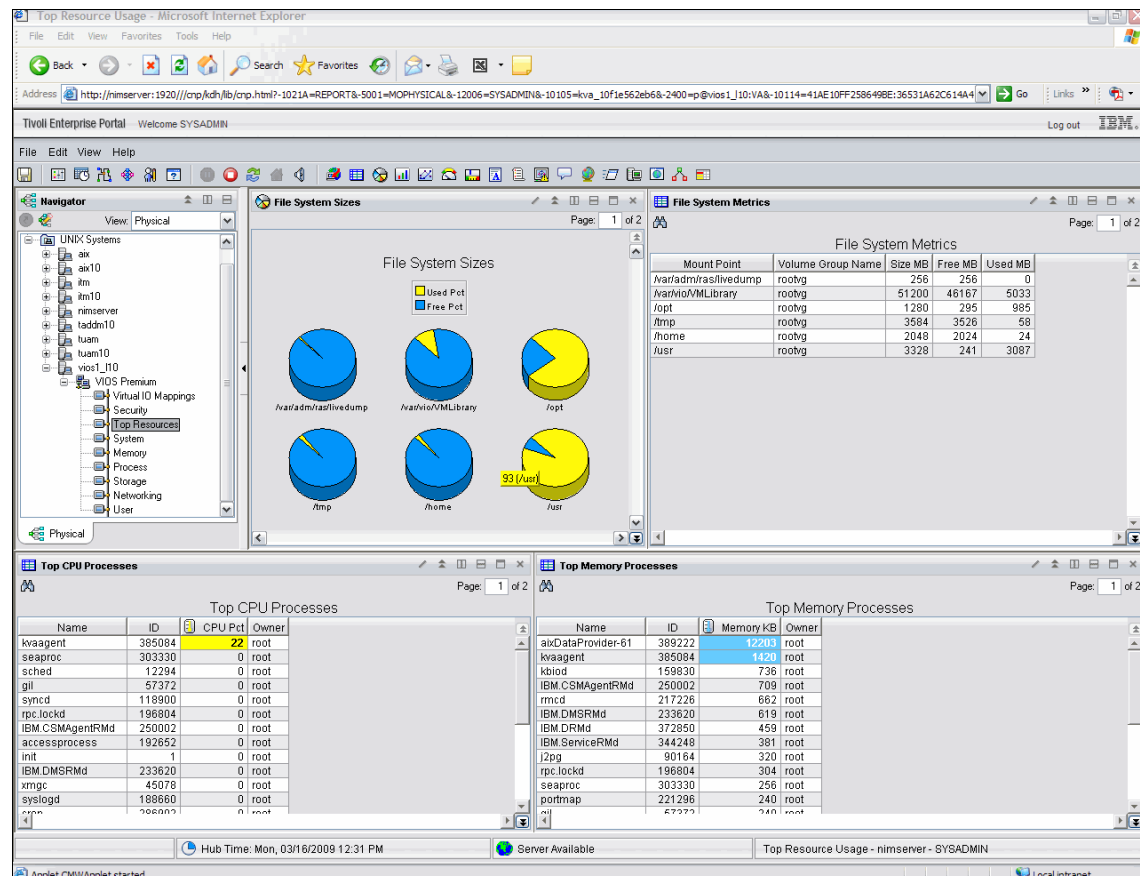 Top Resource Usage - Microsoft Internet Explorer
File Edit View Favorites Tools Help
Back Search Favorites
Address http://nimserver:1920///cnp/kdh/lib/cnp.html?-1021A=REPORT&-5001=MOPHYSICAL&-12006=SYSADMIN&-10105=kva_10f1e562eb6&-2400=p@vios1_l10:VA&-10114=41AE10FF258649BE:36531A62C614A4 Go Links »
Tivoli Enterprise Portal Welcome SYSADMIN Log out IBM.
File Edit View Help
Navigator
View: Physical
UNIX Systems
aix
aix10
itm
itm10
nimserver
taddm10
tuam
tuam10
vios1_l10
VIOS Premium
Virtual IO Mappings
Security
Top Resources
System
Memory
Process
Storage
Networking
User
Physical
File System Sizes
Page: 1 of 2
File System Sizes
Used Pct
Free Pct
/var/adm/ras/livedump /var/vio/VMLibrary /opt
93 (/usr)
/tmp /home /usr
File System Metrics
Page: 1 of 2
File System Metrics
Mount Point Volume Group Name Size MB Free MB Used MB
/var/adm/ras/livedump rootvg 256 256 0
/var/vio/VMLibrary rootvg 51200 46167 5033
/opt rootvg 1280 295 985
/tmp rootvg 3584 3526 58
/home rootvg 2048 2024 24
/usr rootvg 3328 241 3087
Top CPU Processes
Page: 1 of 2
Top CPU Processes
Name ID CPU Pct Owner
kvaagent 385084 22 root
seaproc 303330 0 root
sched 12294 0 root
gil 57372 0 root
syncd 118900 0 root
rpc.lockd 196804 0 root
IBM.CSMAgentRMd 250002 0 root
accessprocess 192652 0 root
init 1 0 root
IBM.DMSRMd 233620 0 root
xmgc 45078 0 root
syslogd 188660 0 root
cron 286902 0 root
Top Memory Processes
Page: 1 of 2
Top Memory Processes
Name ID Memory KB Owner
aixDataProvider-61 389222 12203 root
kvaagent 385084 1420 root
kbiod 159830 736 root
IBM.CSMAgentRMd 250002 709 root
rmcd 217226 662 root
IBM.DMSRMd 233620 619 root
IBM.DRMd 372850 459 root
IBM.ServiceRMd 344248 381 root
j2pg 90164 320 root
rpc.lockd 196804 304 root
seaproc 303330 256 root
portmap 221296 240 root
gil 57372 240 root
Hub Time: Mon, 03/16/2009 12:31 PM
Server Available
Top Resource Usage - nimserver - SYSADMIN
Applet CMWApplet started
Local intranet